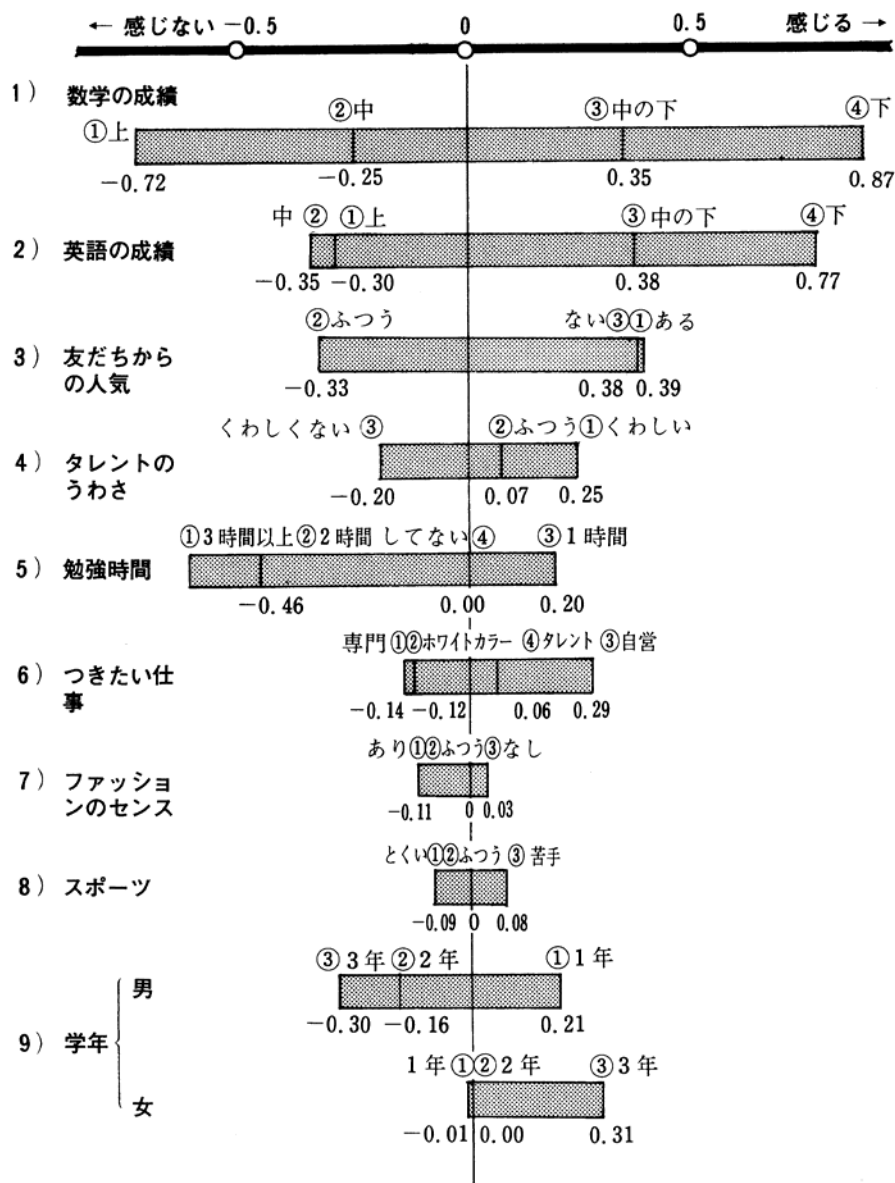 ← 感じない -0.5 0 0.5 感じる →
1) 数学の成績
①上 ②中 ③中の下 ④下
-0.72 -0.25 0.35 0.87
中② ①上 ③中の下 ④下
2) 英語の成績
-0.35 -0.30 0.38 0.77
②ふつう ない③①ある
3) 友だちから
の人気
-0.33 0.38 0.39
くわしくない③ ②ふつう①くわしい
4) タレントの
うわさ
-0.20 0.07 0.25
①3時間以上②2時間 してない④ ③1時間
5) 勉強時間
-0.46 0.00 0.20
専門①②ホワイトカラー ④タレント ③自営
6) つきたい仕
事
-0.14 -0.12 0.06 0.29
あり①②ふつう③なし
7) ファッショ
ンのセンス
-0.11 0 0.03
とくい①②ふつう③苦手
8) スポーツ
-0.09 0 0.08
③3年②2年 ①1年
男
-0.30 -0.16 0.21
9) 学年
1年①②2年 ③3年
女
-0.01 0.00 0.31